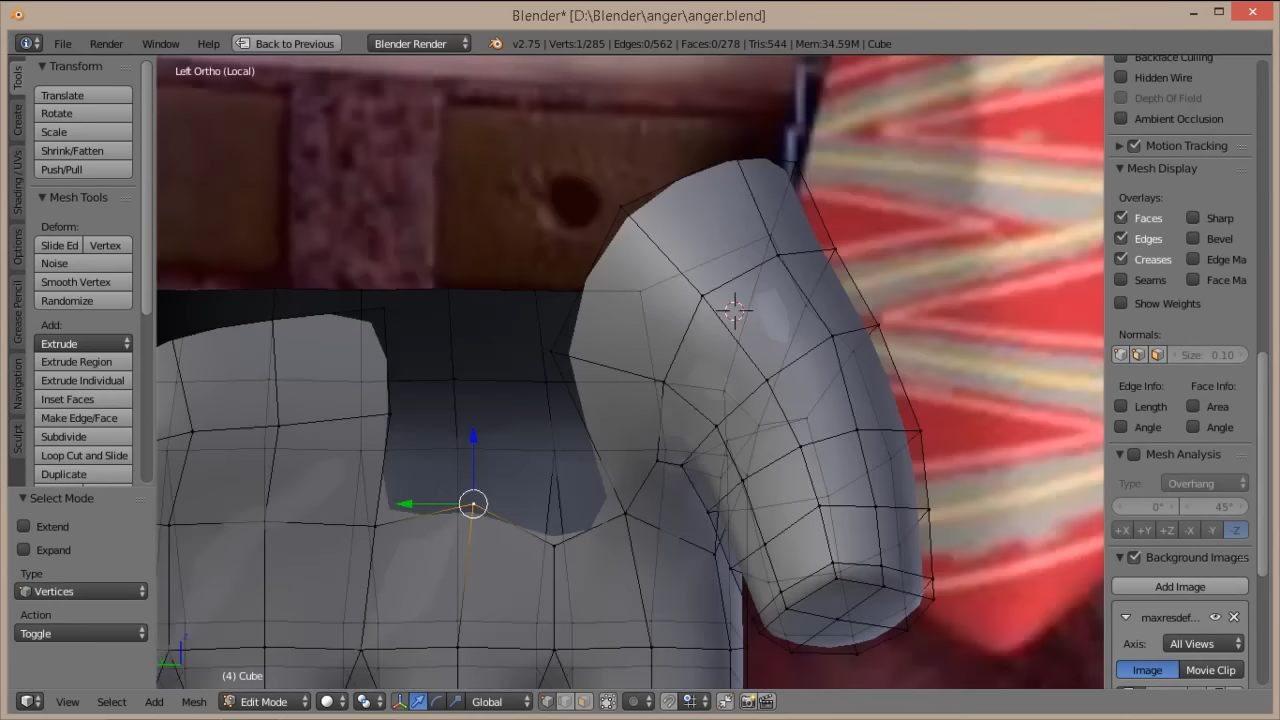 Blender* [D:\Blender\anger\anger.blend]
File Render Window Help Back to Previous Blender Render v2.75 | Verts:1/285 | Edges:0/562 | Faces:0/278 | Tris:544 | Mem:34.59M | Cube
Left Ortho (Local)
Tools
Create
Shading / UVs
Options
Grease Pencil
Navigation
Sculpt
Transform
Translate
Rotate
Scale
Shrink/Fatten
Push/Pull
Mesh Tools
Deform:
Slide Ed Vertex
Noise
Smooth Vertex
Randomize
Add:
Extrude
Extrude Region
Extrude Individual
Inset Faces
Make Edge/Face
Subdivide
Loop Cut and Slide
Duplicate
Select Mode
Extend
Expand
Type
Vertices
Action
Toggle
z
(4) Cube
Backface Culling
Hidden Wire
Depth Of Field
Ambient Occlusion
Motion Tracking
Mesh Display
Overlays:
Faces Sharp
Edges Bevel
Creases Edge Ma
Seams Face Ma
Show Weights
Normals:
Size: 0.10
Edge Info: Face Info:
Length Area
Angle Angle
Mesh Analysis
Type: Overhang
0° 45°
+X +Y +Z -X -Y -Z
Background Images
Add Image
maxresdef...
Axis: All Views
Image Movie Clip
View Select Add Mesh Edit Mode Global